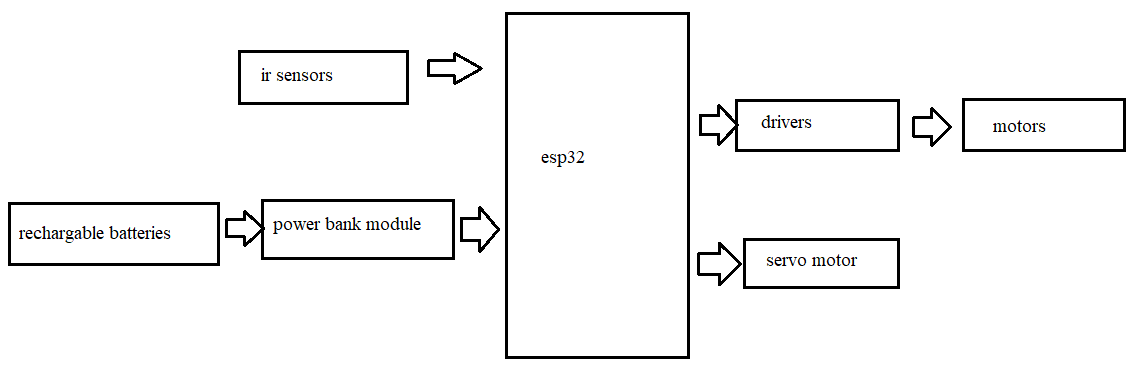 ir sensors
esp32
drivers
motors
rechargable batteries
power bank module
servo motor